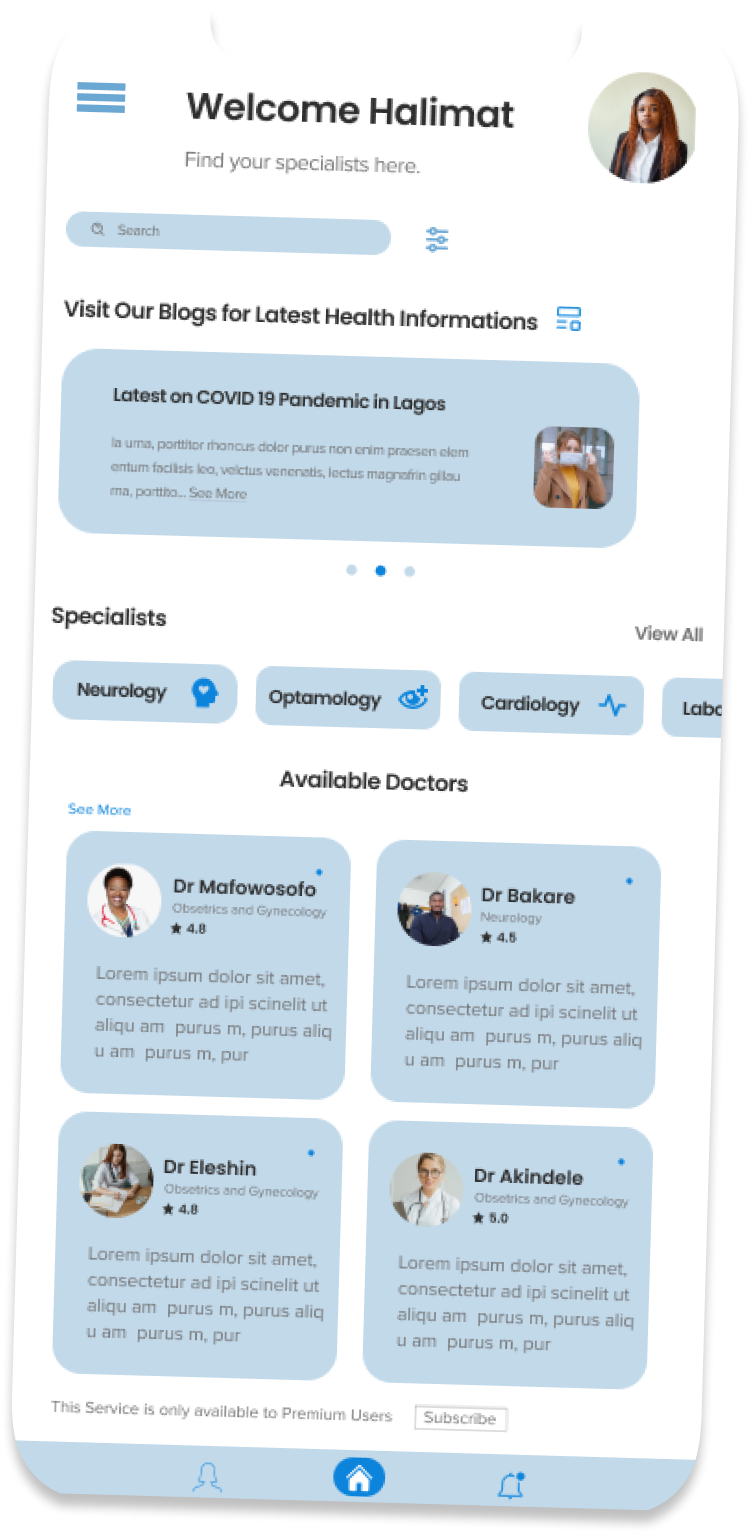 Welcome Halimat
Find your specialists here.
Search
Visit Our Blogs for Latest Health Informations
Latest on COVID 19 Pandemic in Lagos
la urna, porttitor rhoncus dolor purus non enim praesen elem
entum facilisis leo, velctus venenatis, lectus magnafrin gillau
rna, porttito... See More
Specialists
View All
Neurology
Optamology
Cardiology
Labo
Available Doctors
See More
Dr Mafowosofo
Obsetrics and Gynecology
★ 4.8
Lorem ipsum dolor sit amet,
consectetur ad ipi scinelit ut
aliqu am purus m, purus aliq
u am purus m, pur
Dr Bakare
Neurology
★ 4.5
Lorem ipsum dolor sit amet,
consectetur ad ipi scinelit ut
aliqu am purus m, purus aliq
u am purus m, pur
Dr Eleshin
Obsetrics and Gynecology
★ 4.8
Lorem ipsum dolor sit amet,
consectetur ad ipi scinelit ut
aliqu am purus m, purus aliq
u am purus m, pur
Dr Akindele
Obsetrics and Gynecology
★ 5.0
Lorem ipsum dolor sit amet,
consectetur ad ipi scinelit ut
aliqu am purus m, purus aliq
u am purus m, pur
This Service is only available to Premium Users
Subscribe